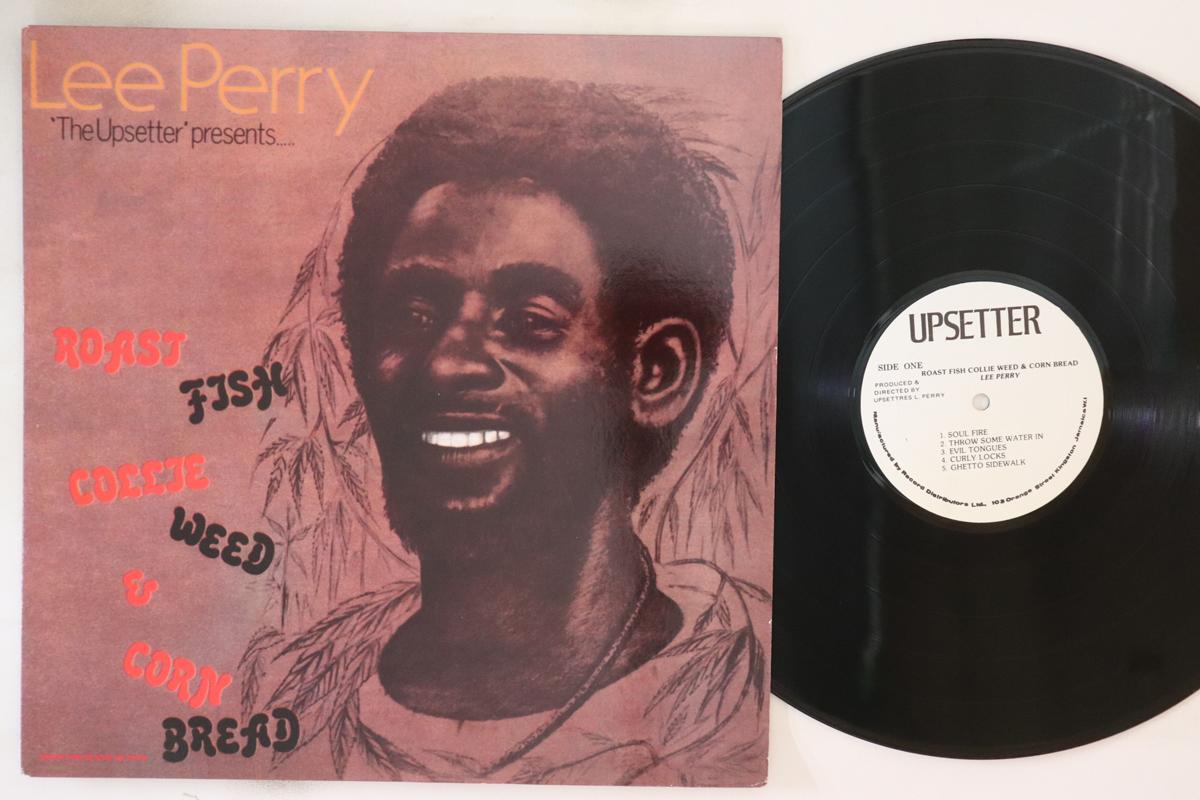 Lee Perry
'The Upsetter' presents.....
ROAST
FISH
COLLIE
WEED
&
CORN
BREAD
UPSETTER
SIDE ONE
ROAST FISH COLLIE WEED & CORN BREAD
LEE PERRY
PRODUCED &
DIRECTED BY
UPSETTRES L. PERRY
1. SOUL FIRE
2. THROW SOME WATER IN
3. EVIL TONGUES
4. CURLY LOCKS
5. GHETTO SIDEWALK
Manufactured by Record Distributors Ltd., 103 Orange Street Kingston Jamaica W.I